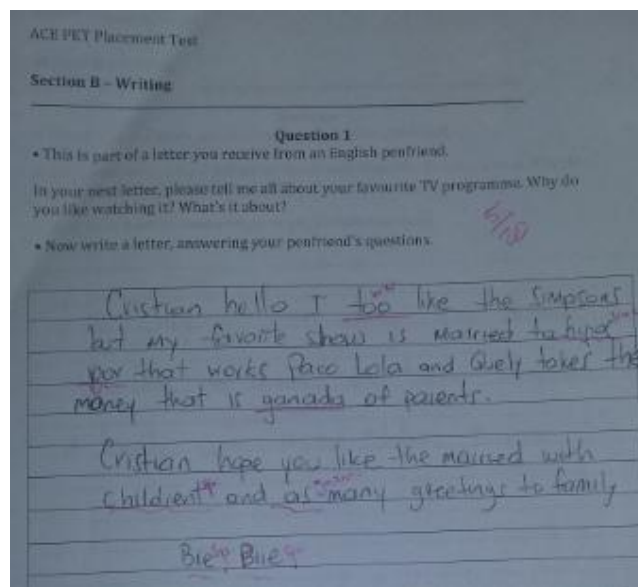 ACE PET Placement Test
Section B - Writing
Question 1
• This is part of a letter you receive from an English penfriend.
In your next letter, please tell me all about your favourite TV programme. Why do
you like watching it? What's it about?
• Now write a letter, answering your penfriend's questions.
Cristian hello I too like the Simpsons
but my favorite show is Married
por that works Paco Lola and Quely takes the
money that is ganada of parents.
Cristian hope you like the married with
childrent and as many greetings to family
Bie Bie